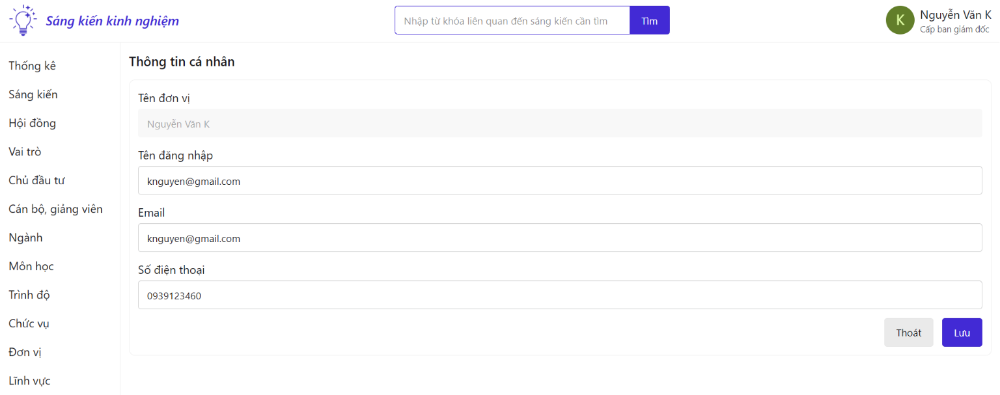 Sáng kiến kinh nghiệm
Nhập từ khóa liên quan đến sáng kiến cần tìm
Tìm
K
Nguyễn Văn K
Cấp ban giám đốc
Thống kê
Sáng kiến
Hội đồng
Vai trò
Chủ đầu tư
Cán bộ, giảng viên
Ngành
Môn học
Trình độ
Chức vụ
Đơn vị
Lĩnh vực
Thông tin cá nhân
Tên đơn vị
Nguyễn Văn K
Tên đăng nhập
knguyen@gmail.com
Email
knguyen@gmail.com
Số điện thoại
0939123460
Thoát
Lưu